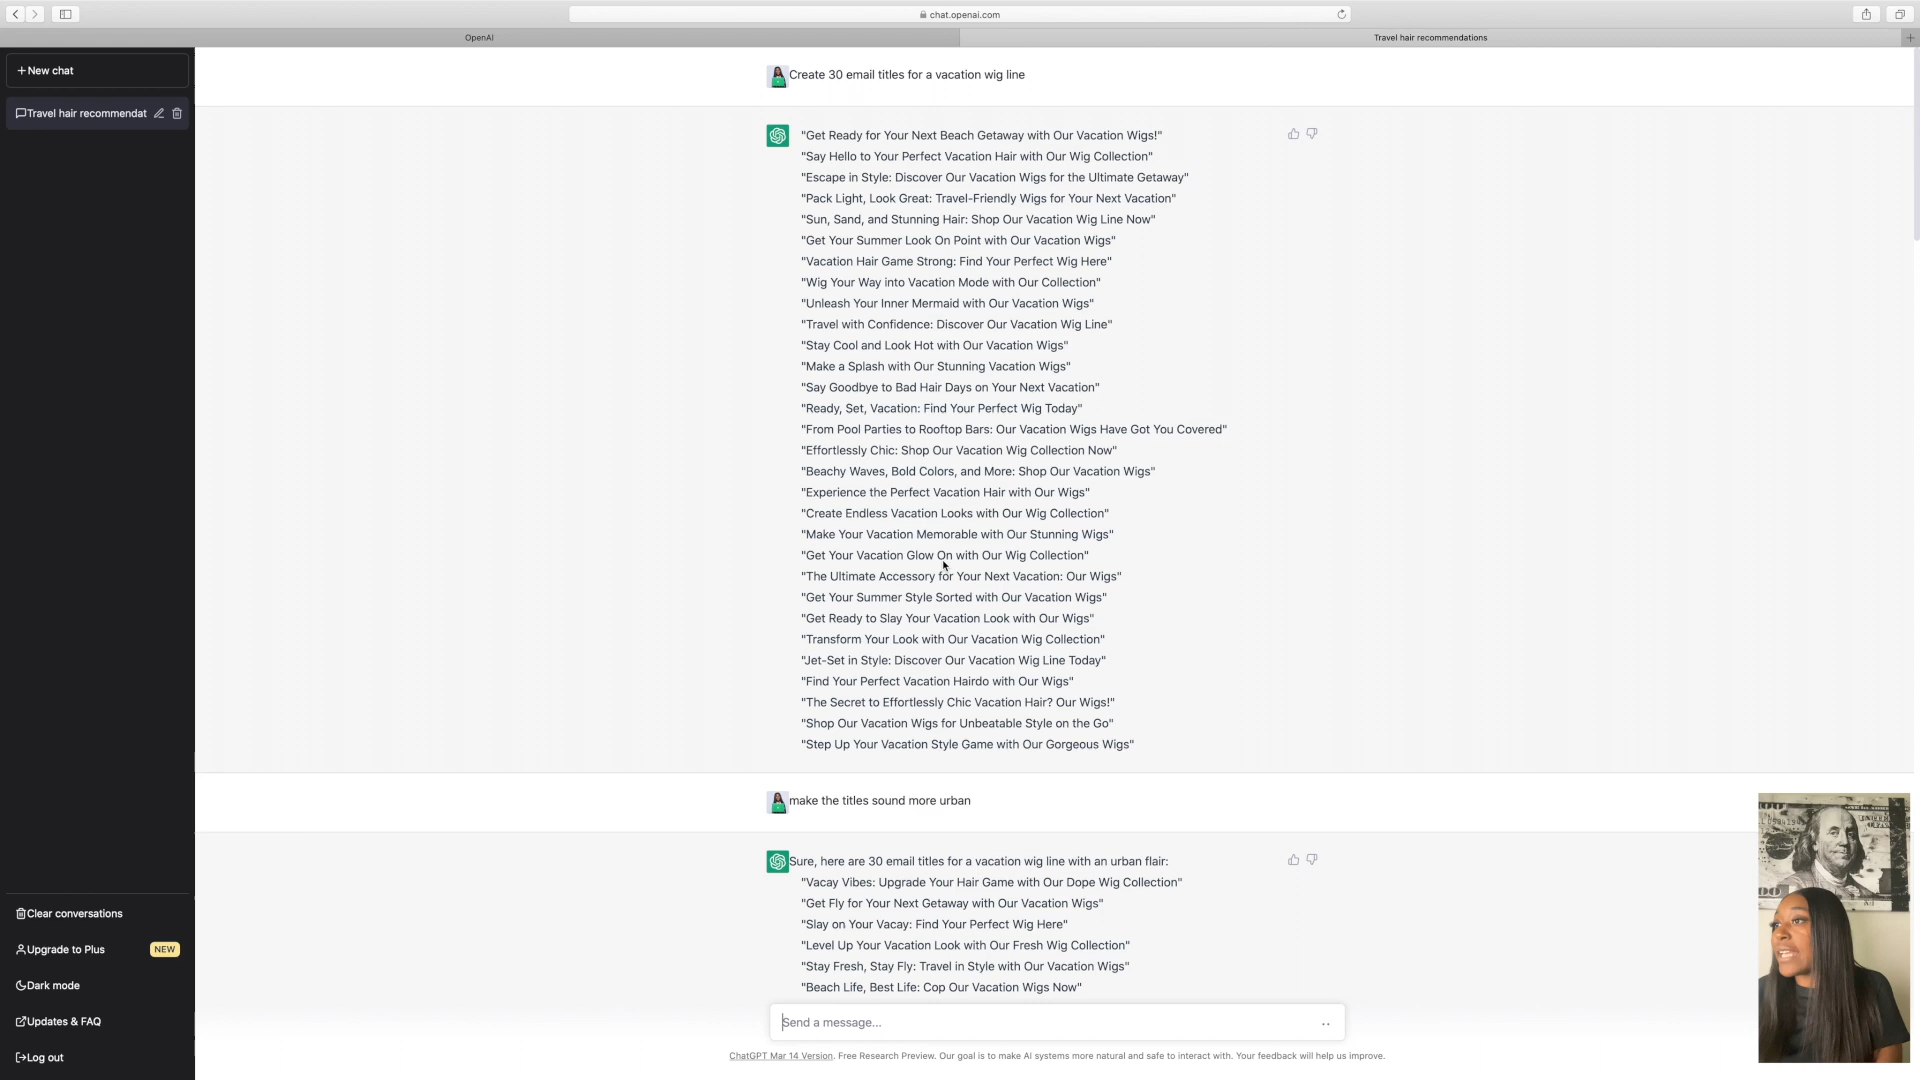 chat.openai.com
OpenAI
Travel hair recommendations
+ New chat
Travel hair recommendat
Create 30 email titles for a vacation wig line
"Get Ready for Your Next Beach Getaway with Our Vacation Wigs!"
"Say Hello to Your Perfect Vacation Hair with Our Wig Collection"
"Escape in Style: Discover Our Vacation Wigs for the Ultimate Getaway"
"Pack Light, Look Great: Travel-Friendly Wigs for Your Next Vacation"
"Sun, Sand, and Stunning Hair: Shop Our Vacation Wig Line Now"
"Get Your Summer Look On Point with Our Vacation Wigs"
"Vacation Hair Game Strong: Find Your Perfect Wig Here"
"Wig Your Way into Vacation Mode with Our Collection"
"Unleash Your Inner Mermaid with Our Vacation Wigs"
"Travel with Confidence: Discover Our Vacation Wig Line"
"Stay Cool and Look Hot with Our Vacation Wigs"
"Make a Splash with Our Stunning Vacation Wigs"
"Say Goodbye to Bad Hair Days on Your Next Vacation"
"Ready, Set, Vacation: Find Your Perfect Wig Today"
"From Pool Parties to Rooftop Bars: Our Vacation Wigs Have Got You Covered"
"Effortlessly Chic: Shop Our Vacation Wig Collection Now"
"Beachy Waves, Bold Colors, and More: Shop Our Vacation Wigs"
"Experience the Perfect Vacation Hair with Our Wigs"
"Create Endless Vacation Looks with Our Wig Collection"
"Make Your Vacation Memorable with Our Stunning Wigs"
"Get Your Vacation Glow On with Our Wig Collection"
"The Ultimate Accessory for Your Next Vacation: Our Wigs"
"Get Your Summer Style Sorted with Our Vacation Wigs"
"Get Ready to Slay Your Vacation Look with Our Wigs"
"Transform Your Look with Our Vacation Wig Collection"
"Jet-Set in Style: Discover Our Vacation Wig Line Today"
"Find Your Perfect Vacation Hairdo with Our Wigs"
"The Secret to Effortlessly Chic Vacation Hair? Our Wigs!"
"Shop Our Vacation Wigs for Unbeatable Style on the Go"
"Step Up Your Vacation Style Game with Our Gorgeous Wigs"
make the titles sound more urban
Sure, here are 30 email titles for a vacation wig line with an urban flair:
"Vacay Vibes: Upgrade Your Hair Game with Our Dope Wig Collection"
"Get Fly for Your Next Getaway with Our Vacation Wigs"
"Slay on Your Vacay: Find Your Perfect Wig Here"
"Level Up Your Vacation Look with Our Fresh Wig Collection"
"Stay Fresh, Stay Fly: Travel in Style with Our Vacation Wigs"
"Beach Life, Best Life: Cop Our Vacation Wigs Now"
Clear conversations
Upgrade to Plus NEW
Dark mode
Updates & FAQ
Log out
Send a message...
ChatGPT Mar 14 Version. Free Research Preview. Our goal is to make AI systems more natural and safe to interact with. Your feedback will help us improve.